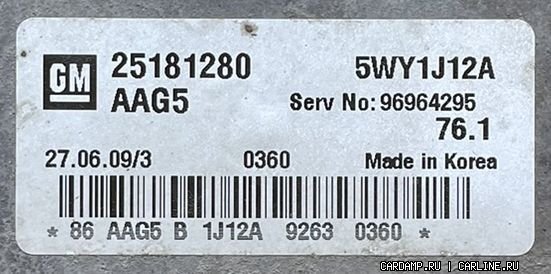 GM 25181280 5WY1J12A
AAG5 Serv No: 96964295
76.1
27.06.09/3 0360 Made in Korea
* 86 AAG5 B 1J12A 9263 0360 *
CARDAMP.RU | CARLINE.RU